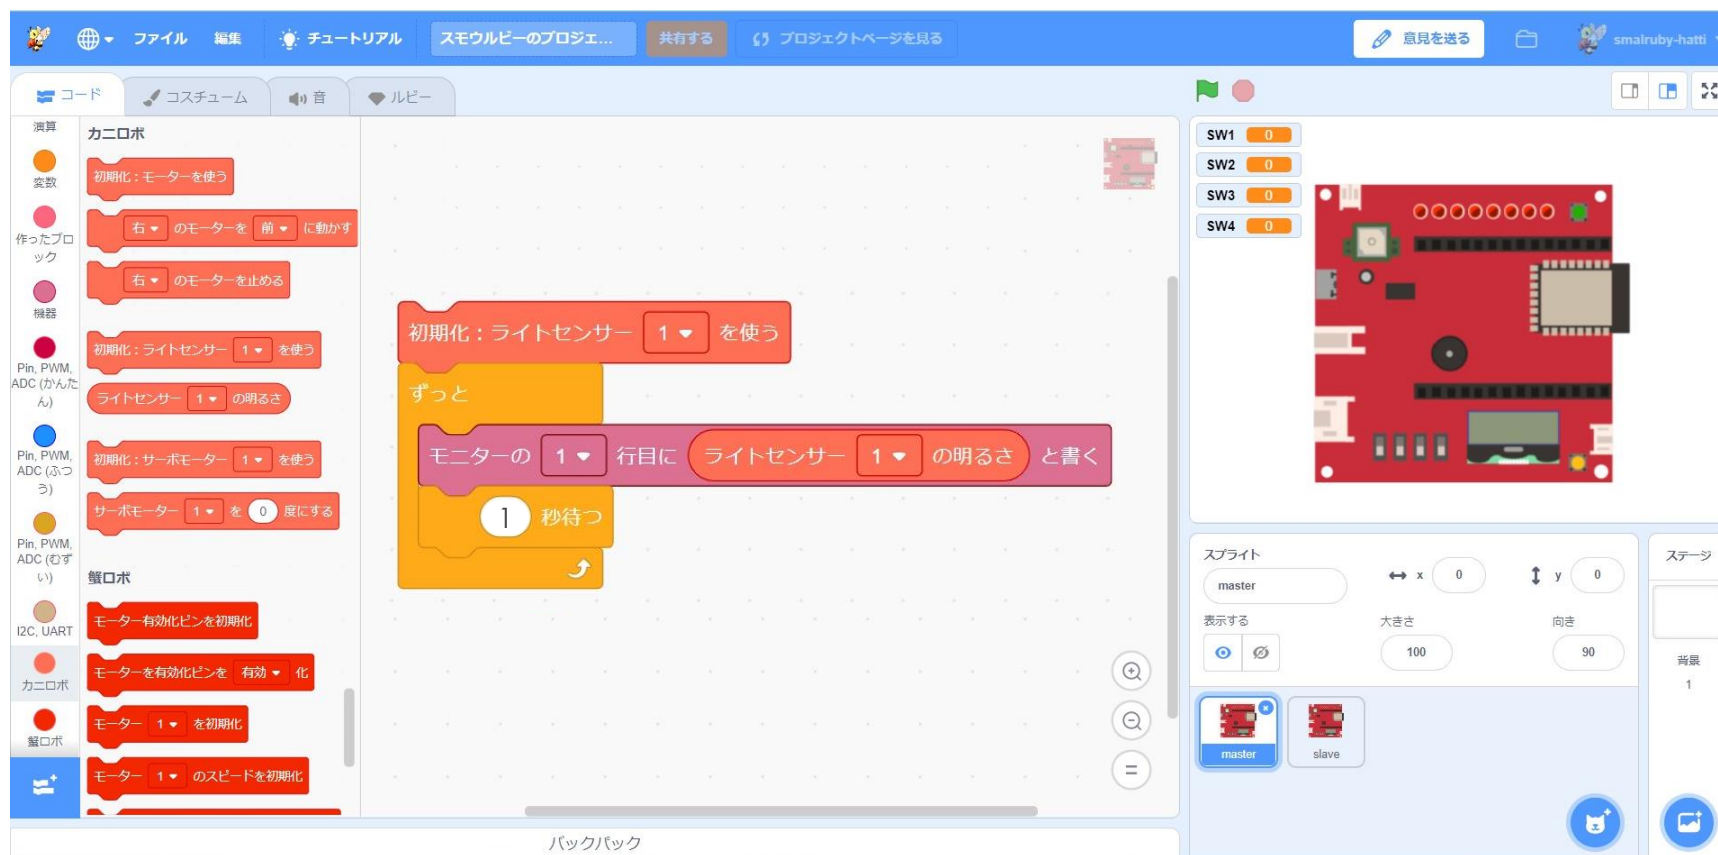 ファイル 編集 チュートリアル スモウルビーのプロジェ... 共有する プロジェクトページを見る 意見を送る smalruby-hatti
コード コスチューム 音 ルビー
演算
変数
作ったブロ
ック
機器
Pin, PWM,
ADC (かんた
ん)
Pin, PWM,
ADC (ふつ
う)
Pin, PWM,
ADC (むず
い)
I2C, UART
カニロボ
蟹ロボ
カニロボ
初期化：モーターを使う
右 のモーターを 前 に動かす
右 のモーターを止める
初期化：ライトセンサー 1 を使う
ライトセンサー 1 の明るさ
初期化：サーボモーター 1 を使う
サーボモーター 1 を 0 度にする
蟹ロボ
モーター有効化ピンを初期化
モーターを有効化ピンを 有効 化
モーター 1 を初期化
モーター 1 のスピードを初期化
初期化：ライトセンサー 1 を使う
ずっと
モニターの 1 行目に ライトセンサー 1 の明るさ と書く
1 秒待つ
バックパック
SW1 0
SW2 0
SW3 0
SW4 0
スプライト
master x 0 y 0
表示する 大きさ 向き
100 90
master slave
ステージ
背景
1